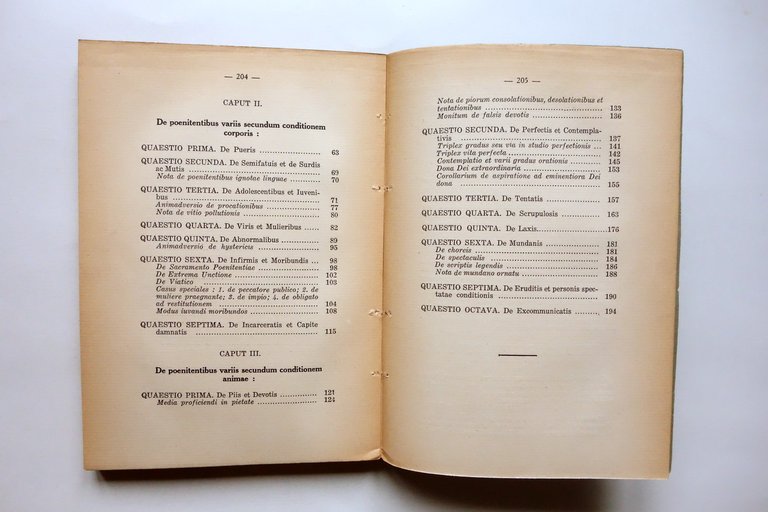 — 204 —
CAPUT II.
De poenitentibus variis secundum conditionem
corporis :
QUAESTIO PRIMA. De Pueris .................... 63
QUAESTIO SECUNDA. De Semifatuis et de Surdis
ac Mutis .................... 69
Nota de poenitentibus ignotae linguae .......... 70
QUAESTIO TERTIA. De Adolescentibus et Iuveni-
bus .................... 71
Animadversio de procationibus .................... 77
Nota de vitio pollutionis .................... 80
QUAESTIO QUARTA. De Viris et Mulieribus ...... 82
QUAESTIO QUINTA. De Abnormalibus .......... 89
Animadversio de hystericis .................... 95
QUAESTIO SEXTA. De Infirmis et Moribundis ... 98
De Sacramento Poenitentiae .................... 98
De Extrema Unctione .................... 102
De Viatico .................... 103
Casus speciales : 1. de peccatore publico; 2. de
muliere praegnante; 3. de impio; 4. de obligato
ad restitutionem .................... 104
Modus iuvandi moribundos .................... 108
QUAESTIO SEPTIMA. De Incarceratis et Capite
damnatis .................... 115
CAPUT III.
De poenitentibus variis secundum conditionem
animae :
QUAESTIO PRIMA. De Piis et Devotis .............. 121
Media proficiendi in pietate .................... 124
— 205 —
Nota de piorum consolationibus, desolationibus et
tentationibus .................... 133
Monitum de falsis devotis .................... 136
QUAESTIO SECUNDA. De Perfectis et Contempla-
tivis .................... 137
Triplex gradus seu via in studio perfectionis ... 141
Triplex vita perfecta .................... 142
Contemplatio et varii gradus orationis .......... 145
Dona Dei extraordinaria .................... 153
Corollarium de aspiratione ad eminentiora Dei
dona .................... 155
QUAESTIO TERTIA. De Tentatis .................... 157
QUAESTIO QUARTA. De Scrupulosis .............. 163
QUAESTIO QUINTA. De Laxis .................... 176
QUAESTIO SEXTA. De Mundanis .................... 181
De choreis .................... 181
De spectaculis .................... 184
De scriptis legendis .................... 186
Nota de mundano ornatu .................... 188
QUAESTIO SEPTIMA. De Eruditis et personis spec-
tatae conditionis .................... 190
QUAESTIO OCTAVA. De Excommunicatis .......... 194